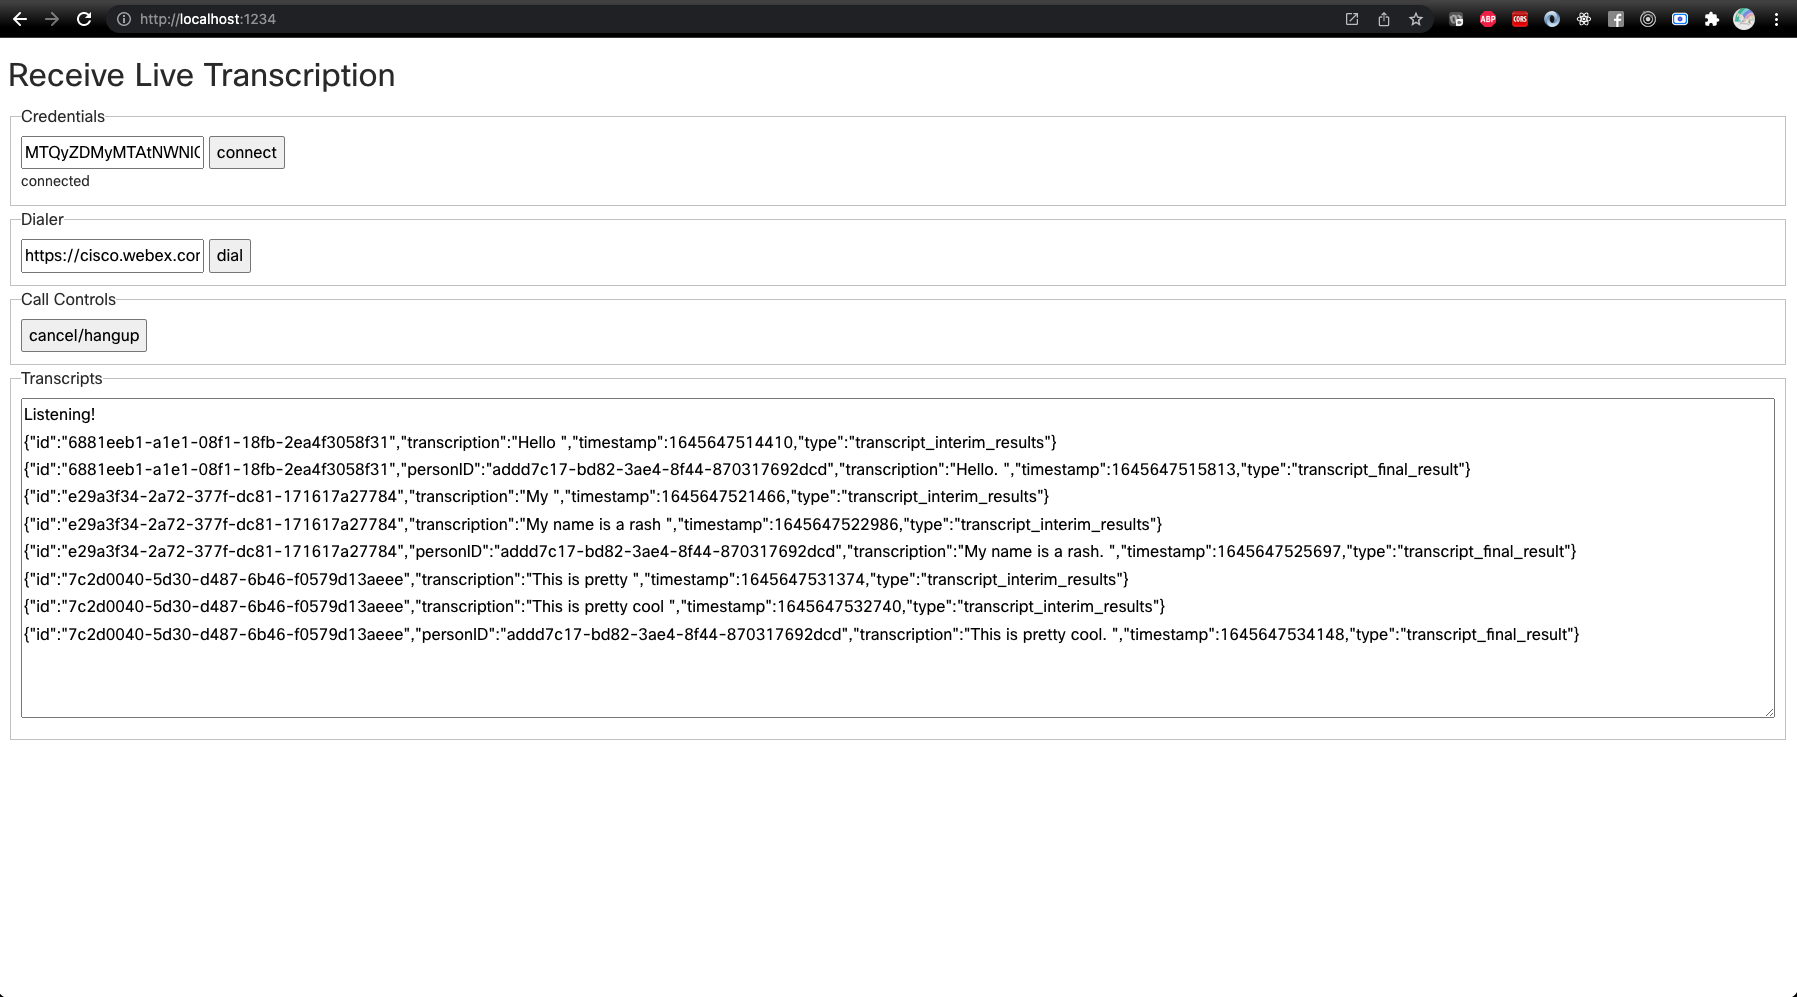 http://localhost:1234
ABP
CORS
Receive Live Transcription
Credentials
MTQyZDMyMTAtNWNlC connect
connected
Dialer
https://cisco.webex.cor dial
Call Controls
cancel/hangup
Transcripts
Listening!
{"id":"6881eeb1-a1e1-08f1-18fb-2ea4f3058f31","transcription":"Hello ","timestamp":1645647514410,"type":"transcript_interim_results"}
{"id":"6881eeb1-a1e1-08f1-18fb-2ea4f3058f31","personID":"addd7c17-bd82-3ae4-8f44-870317692dcd","transcription":"Hello. ","timestamp":1645647515813,"type":"transcript_final_result"}
{"id":"e29a3f34-2a72-377f-dc81-171617a27784","transcription":"My ","timestamp":1645647521466,"type":"transcript_interim_results"}
{"id":"e29a3f34-2a72-377f-dc81-171617a27784","transcription":"My name is a rash ","timestamp":1645647522986,"type":"transcript_interim_results"}
{"id":"e29a3f34-2a72-377f-dc81-171617a27784","personID":"addd7c17-bd82-3ae4-8f44-870317692dcd","transcription":"My name is a rash. ","timestamp":1645647525697,"type":"transcript_final_result"}
{"id":"7c2d0040-5d30-d487-6b46-f0579d13aeee","transcription":"This is pretty ","timestamp":1645647531374,"type":"transcript_interim_results"}
{"id":"7c2d0040-5d30-d487-6b46-f0579d13aeee","transcription":"This is pretty cool ","timestamp":1645647532740,"type":"transcript_interim_results"}
{"id":"7c2d0040-5d30-d487-6b46-f0579d13aeee","personID":"addd7c17-bd82-3ae4-8f44-870317692dcd","transcription":"This is pretty cool. ","timestamp":1645647534148,"type":"transcript_final_result"}